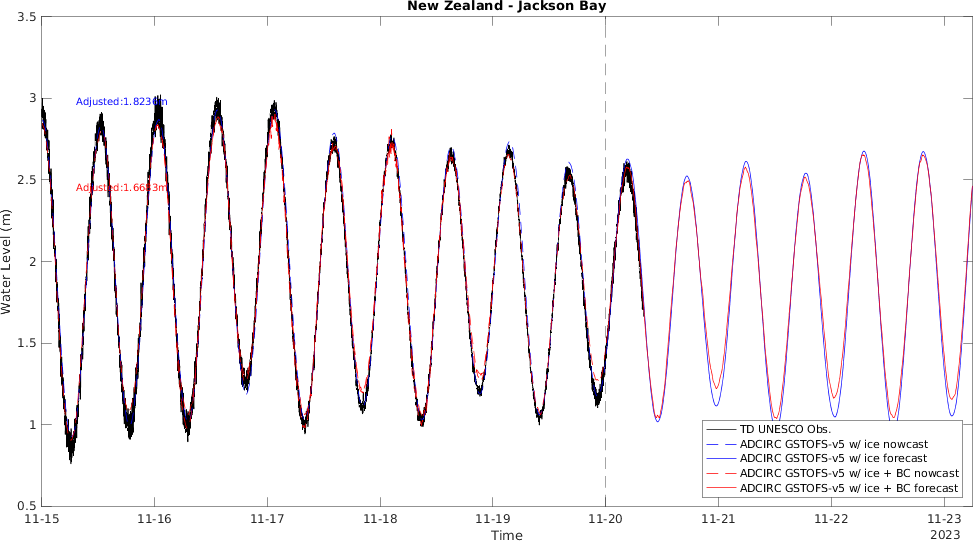 New Zealand - Jackson Bay
3.5
3
2.5
2
1.5
1
0.5
Water Level (m)
Adjusted:1.8236m
Adjusted:1.6683m
TD UNESCO Obs.
ADCIRC GSTOFS-v5 w/ ice nowcast
ADCIRC GSTOFS-v5 w/ ice forecast
ADCIRC GSTOFS-v5 w/ ice + BC nowcast
ADCIRC GSTOFS-v5 w/ ice + BC forecast
11-15 11-16 11-17 11-18 11-19 11-20 11-21 11-22 11-23
Time
2023